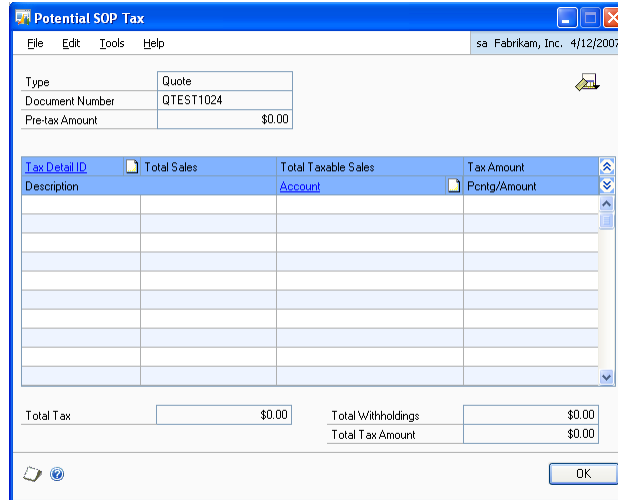 Potential SOP Tax
File Edit Tools Help sa Fabrikam, Inc. 4/12/2007
Type Quote
Document Number QTEST1024
Pre-tax Amount $0.00
Tax Detail ID Total Sales Total Taxable Sales Tax Amount
Description Account Pcntg/Amount
Total Tax $0.00 Total Withholdings $0.00
Total Tax Amount $0.00
OK